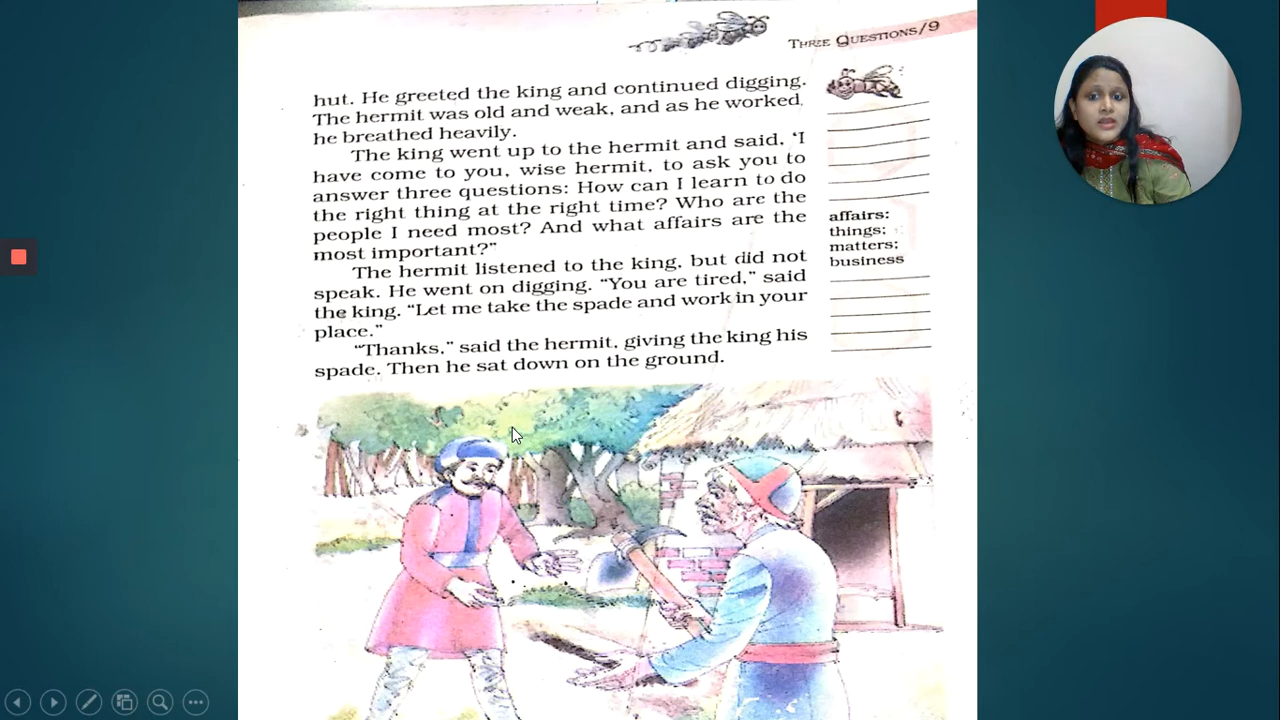 THREE QUESTIONS/9
hut. He greeted the king and continued digging.
The hermit was old and weak, and as he worked
he breathed heavily.
The king went up to the hermit and said, ‘I
have come to you, wise hermit, to ask you to
answer three questions: How can I learn to do
the right thing at the right time? Who are the
people I need most? And what affairs are the
most important?”
The hermit listened to the king, but did not
speak. He went on digging. “You are tired,” said
the king. “Let me take the spade and work in your
place.”
“Thanks,” said the hermit, giving the king his
spade. Then he sat down on the ground.
affairs:
things;
matters;
business